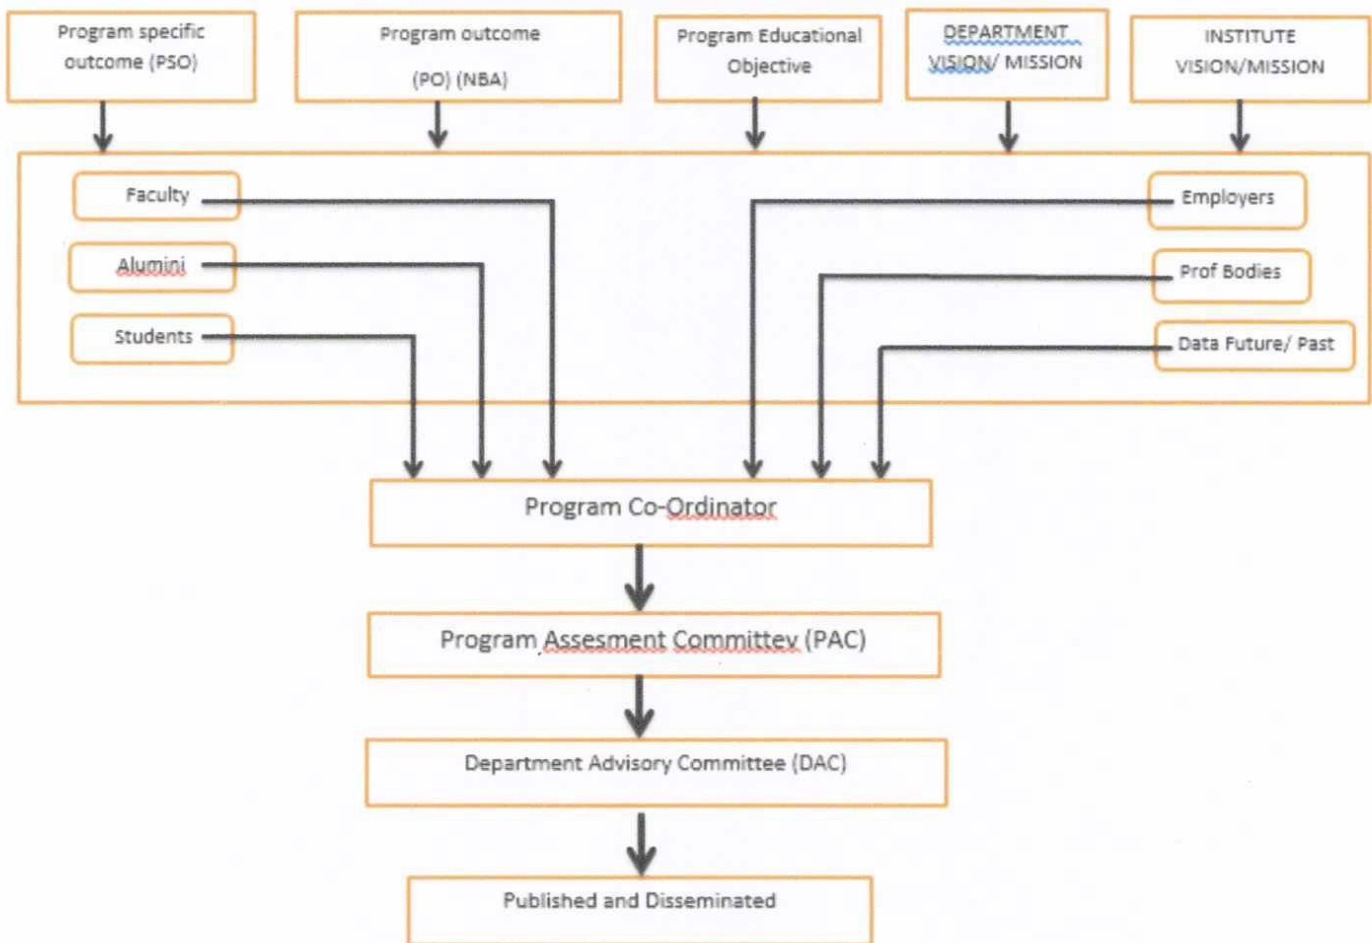 Program specific
outcome (PSO)
Program outcome
(PO) (NBA)
Program Educational
Objective
DEPARTMENT
VISION/ MISSION
INSTITUTE
VISION/MISSION
Faculty
Alumini
Students
Employers
Prof Bodies
Data Future/ Past
Program Co-Ordinator
Program Assesment Committev (PAC)
Department Advisory Committee (DAC)
Published and Disseminated